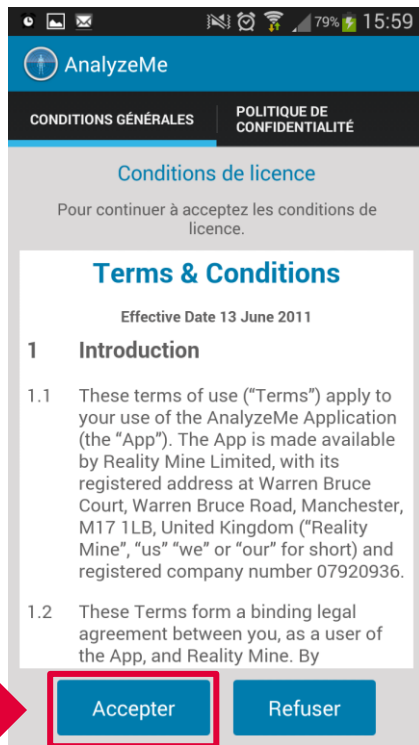 79% 15:59
AnalyzeMe
CONDITIONS GÉNÉRALES
POLITIQUE DE
CONFIDENTIALITÉ
Conditions de licence
Pour continuer à acceptez les conditions de
licence.
Terms & Conditions
Effective Date 13 June 2011
1 Introduction
1.1 These terms of use (“Terms”) apply to
your use of the AnalyzeMe Application
(the “App”). The App is made available
by Reality Mine Limited, with its
registered address at Warren Bruce
Court, Warren Bruce Road, Manchester,
M17 1LB, United Kingdom (“Reality
Mine”, “us” “we” or “our” for short) and
registered company number 07920936.
1.2 These Terms form a binding legal
agreement between you, as a user of
the App, and Reality Mine. By
Accepter Refuser